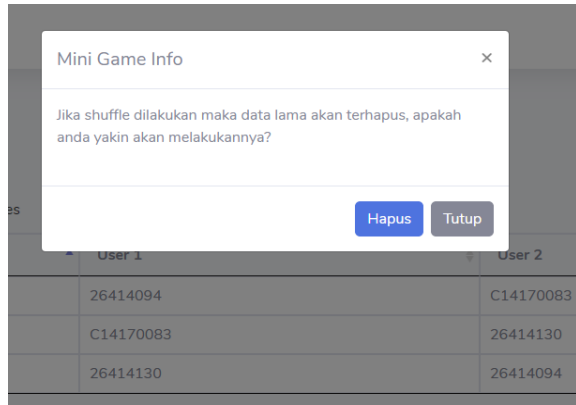 Mini Game Info ×
Jika shuffle dilakukan maka data lama akan terhapus, apakah
anda yakin akan melakukannya?
Hapus Tutup
es
User 1 User 2
26414094 C14170083
C14170083 26414130
26414130 26414094